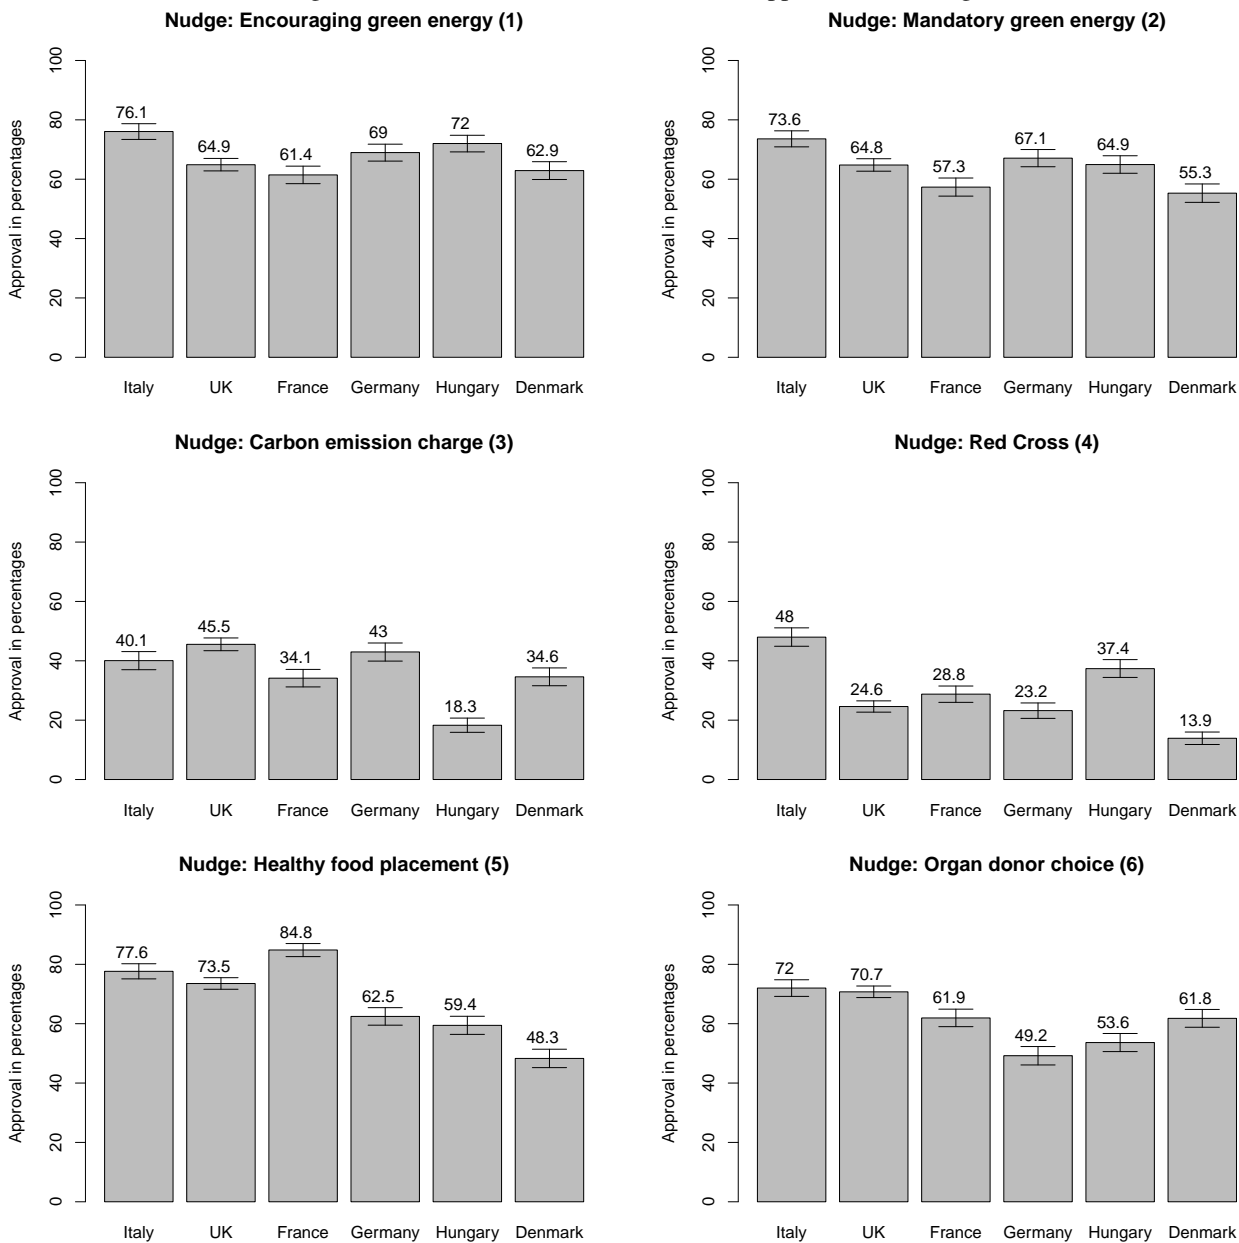 Nudge: Encouraging green energy (1)
Approval in percentages
0 20 40 60 80 100
76.1 64.9 61.4 69 72 62.9
Italy UK France Germany Hungary Denmark
Nudge: Mandatory green energy (2)
Approval in percentages
0 20 40 60 80 100
73.6 64.8 57.3 67.1 64.9 55.3
Italy UK France Germany Hungary Denmark
Nudge: Carbon emission charge (3)
Approval in percentages
0 20 40 60 80 100
40.1 45.5 34.1 43 18.3 34.6
Italy UK France Germany Hungary Denmark
Nudge: Red Cross (4)
Approval in percentages
0 20 40 60 80 100
48 24.6 28.8 23.2 37.4 13.9
Italy UK France Germany Hungary Denmark
Nudge: Healthy food placement (5)
Approval in percentages
0 20 40 60 80 100
77.6 73.5 84.8 62.5 59.4 48.3
Italy UK France Germany Hungary Denmark
Nudge: Organ donor choice (6)
Approval in percentages
0 20 40 60 80 100
72 70.7 61.9 49.2 53.6 61.8
Italy UK France Germany Hungary Denmark